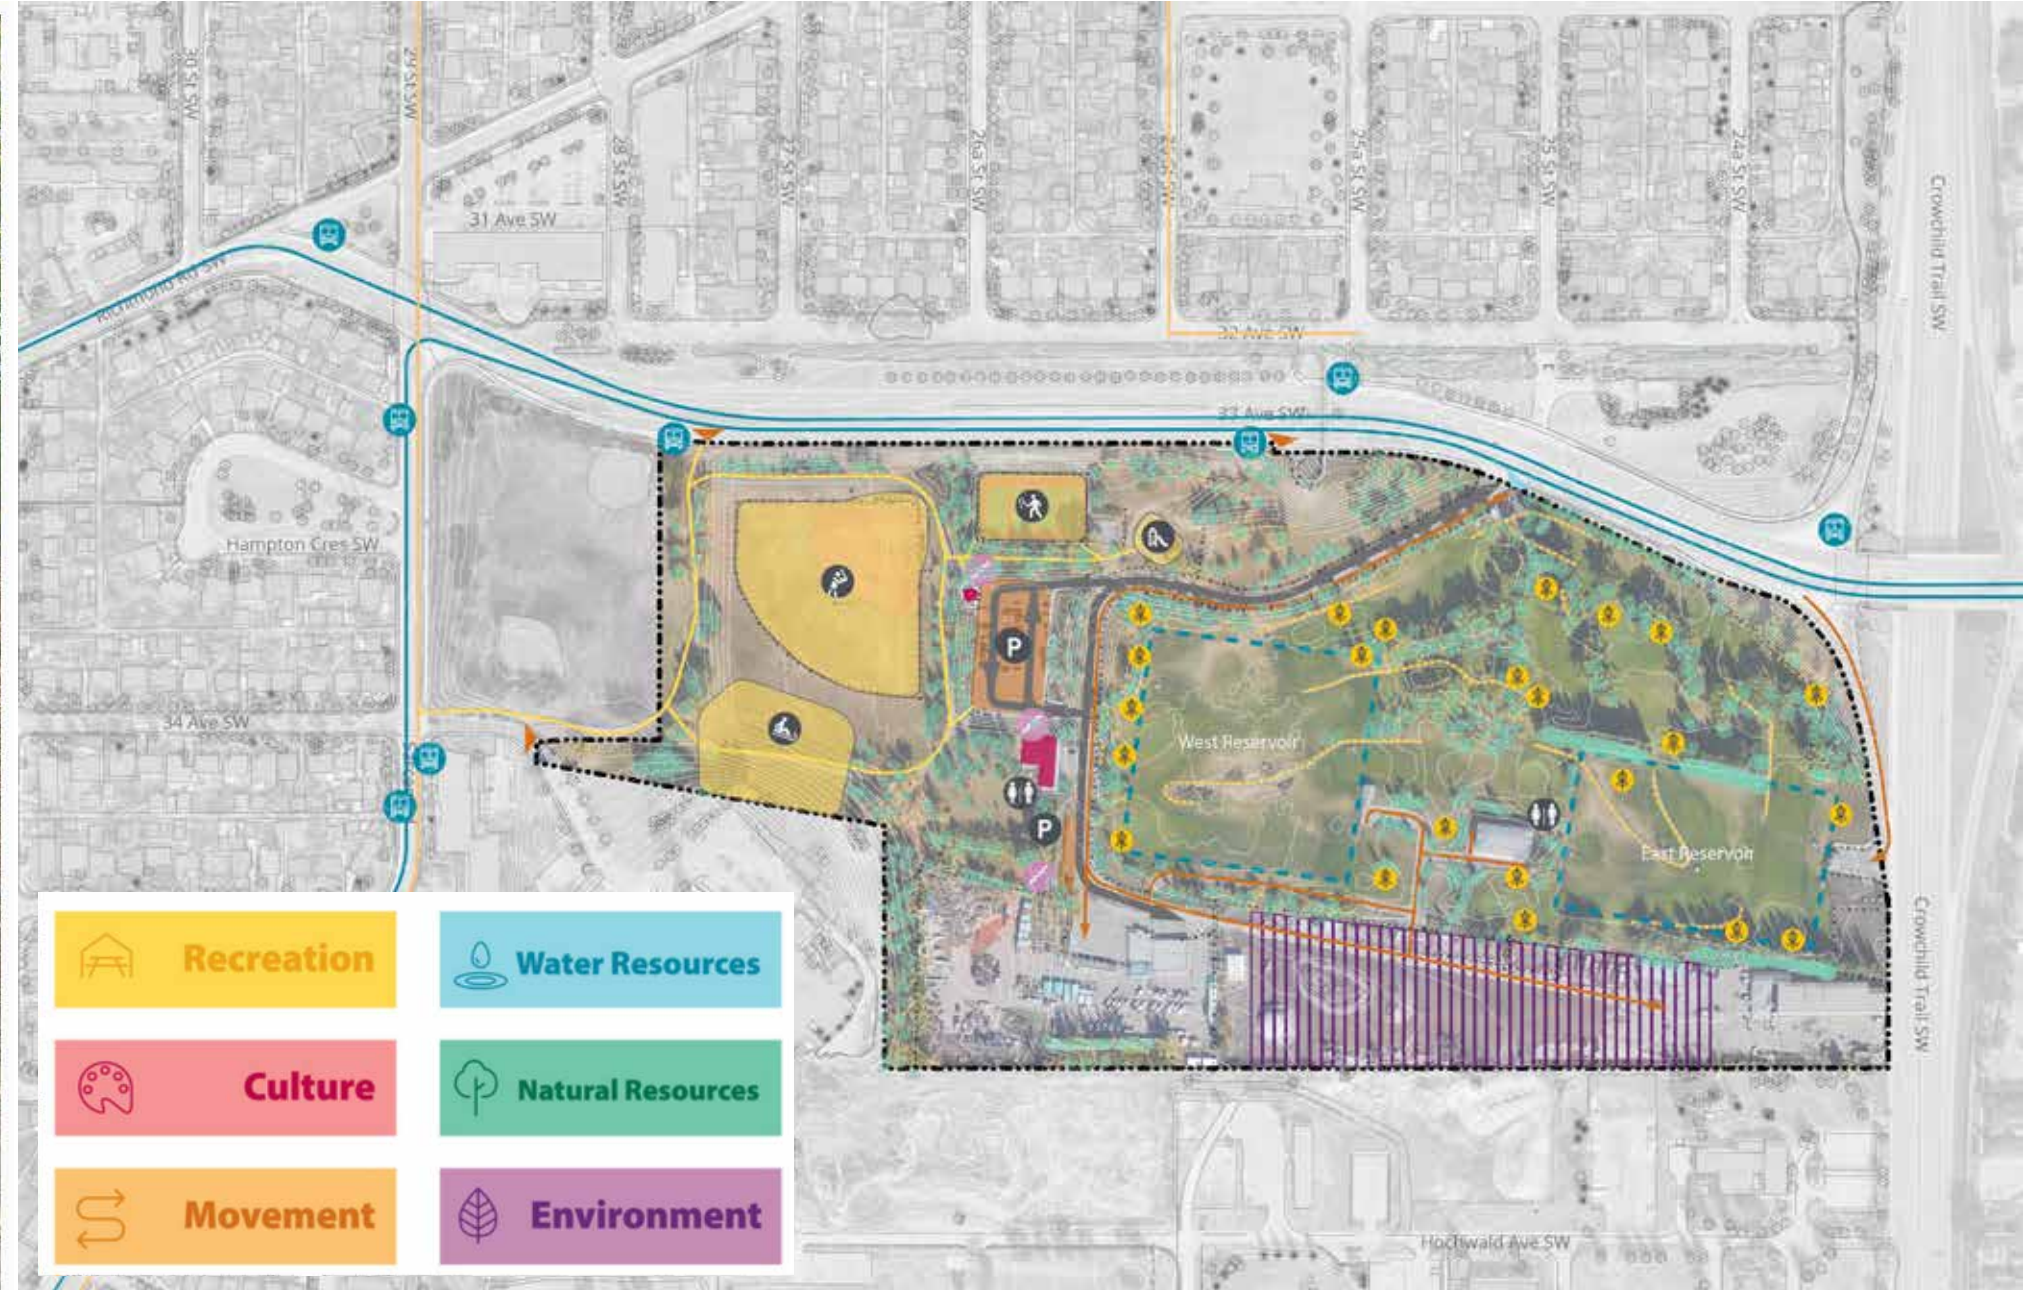 30 St SW
29 St SW
28 St SW
27 St SW
26a St SW
25a St SW
25 St SW
24a St SW
Crowchild Trail SW
31 Ave SW
Richmond Rd SW
32 Ave SW
33 Ave SW
Hampton Cres SW
P
34 Ave SW
West Reservoir
P
East Reservoir
Crowchild Trail SW
Hochwald Ave SW
Recreation
Water Resources
Culture
Natural Resources
Movement
Environment